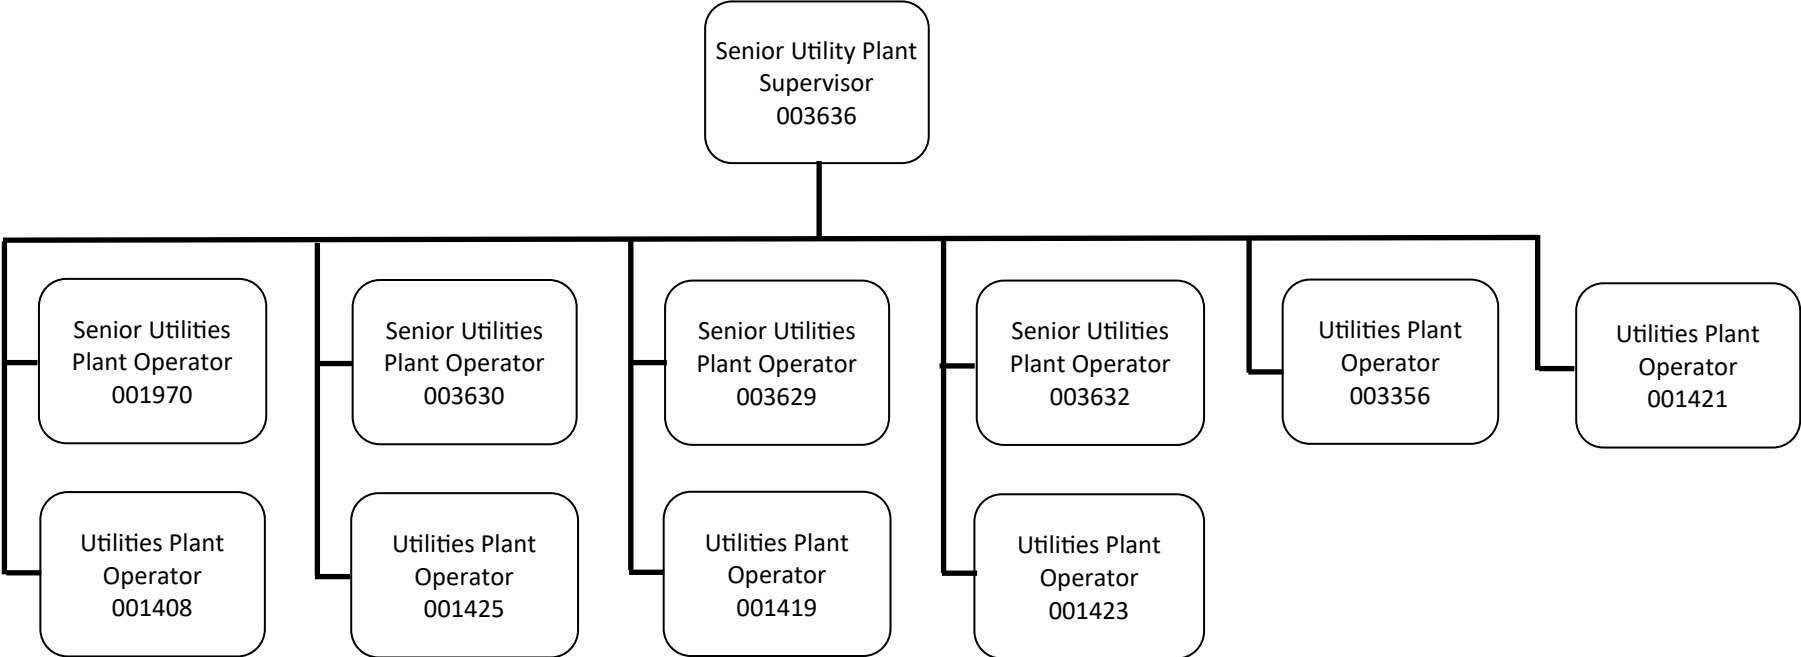 Senior Utility Plant
Supervisor
003636
Senior Utilities
Plant Operator
001970
Senior Utilities
Plant Operator
003630
Senior Utilities
Plant Operator
003629
Senior Utilities
Plant Operator
003632
Utilities Plant
Operator
003356
Utilities Plant
Operator
001421
Utilities Plant
Operator
001408
Utilities Plant
Operator
001425
Utilities Plant
Operator
001419
Utilities Plant
Operator
001423